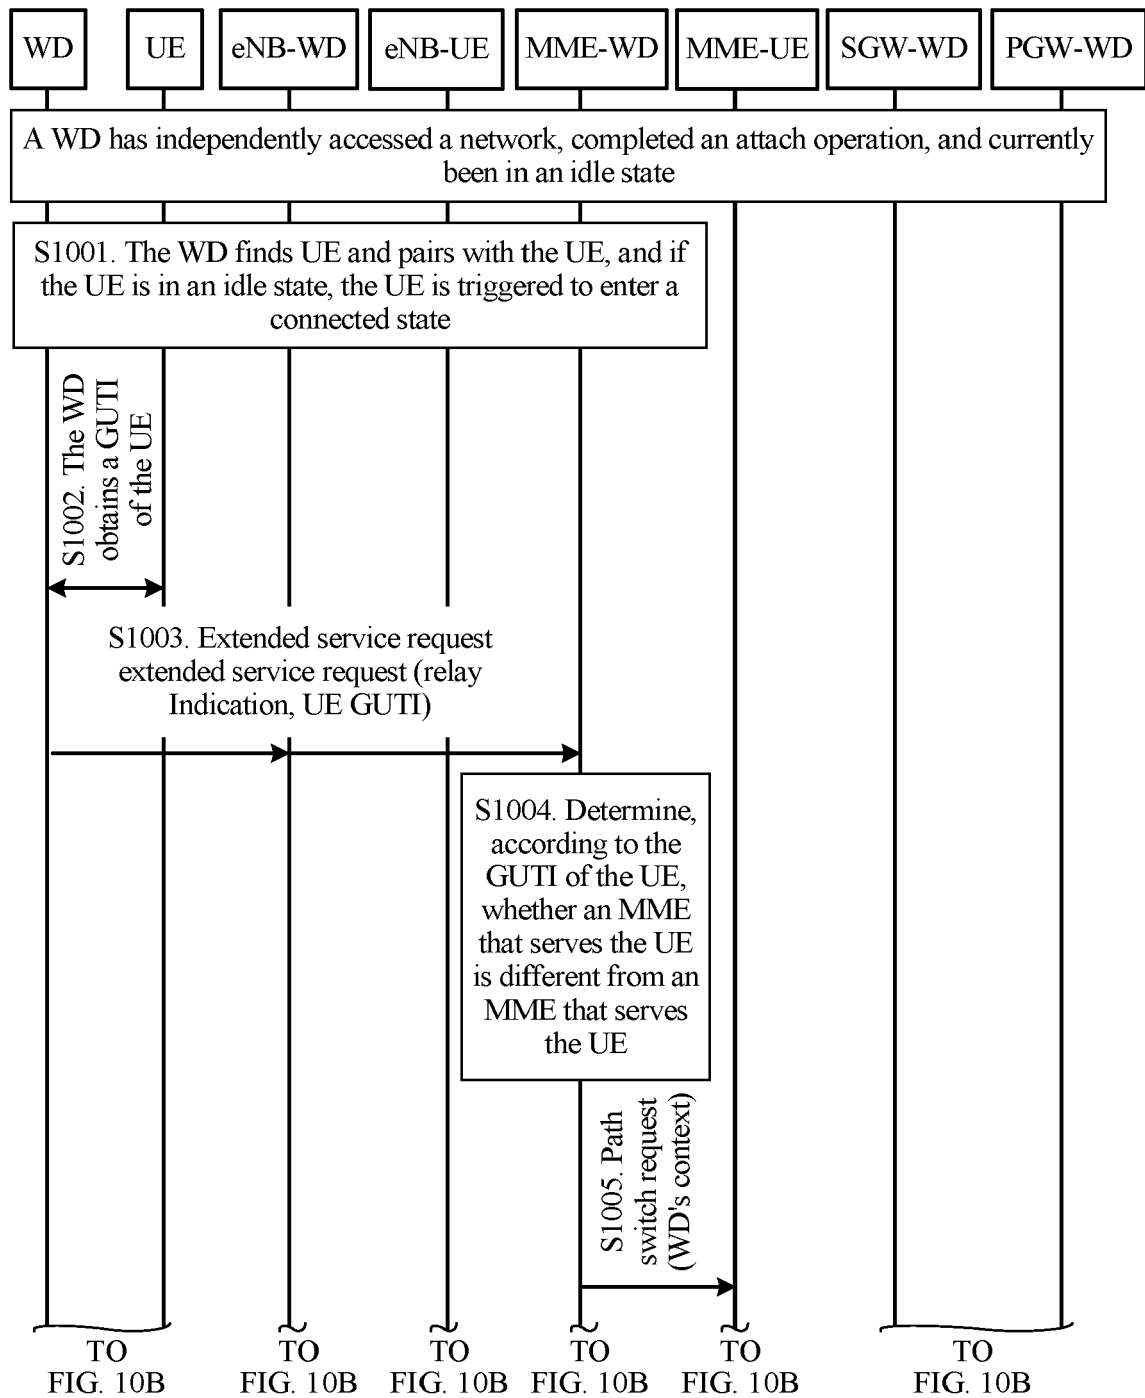 WD
UE
eNB-WD
eNB-UE
MME-WD
MME-UE
SGW-WD
PGW-WD
A WD has independently accessed a network, completed an attach operation, and currently
been in an idle state
S1001. The WD finds UE and pairs with the UE, and if
the UE is in an idle state, the UE is triggered to enter a
connected state
S1002. The WD
obtains a GUTI
of the UE
S1003. Extended service request
extended service request (relay
Indication, UE GUTI)
S1004. Determine,
according to the
GUTI of the UE,
whether an MME
that serves the UE
is different from an
MME that serves
the UE
S1005. Path
switch request
(WD's context)
TO
FIG. 10B
TO
FIG. 10B
TO
FIG. 10B
TO
FIG. 10B
TO
FIG. 10B
TO
FIG. 10B